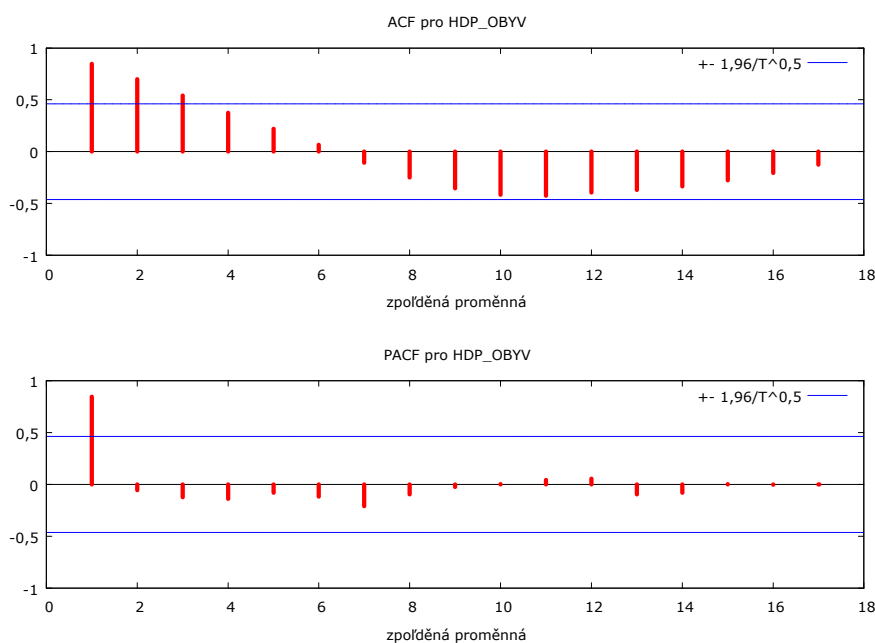 ACF pro HDP_OBYV
+- 1,96/T^0,5
1
0,5
0
-0,5
-1
0 2 4 6 8 10 12 14 16 18
zpoľděná proměnná
PACF pro HDP_OBYV
+- 1,96/T^0,5
1
0,5
0
-0,5
-1
0 2 4 6 8 10 12 14 16 18
zpoľděná proměnná